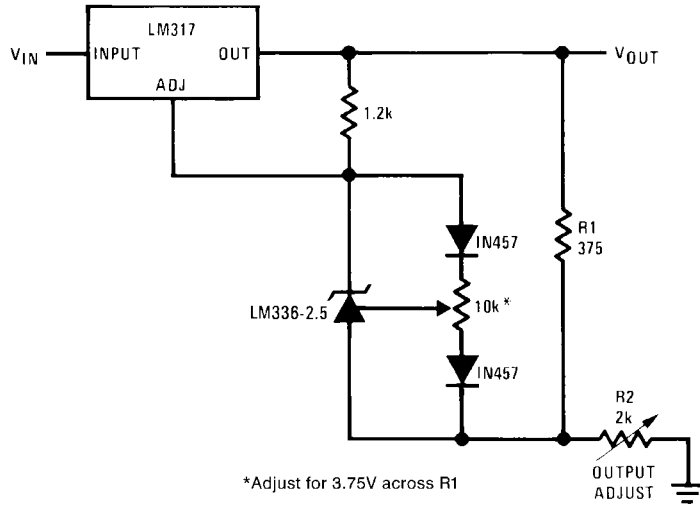 LM317
V_IN INPUT OUT V_OUT
ADJ
1.2k
R1
375
IN457
10k*
LM336-2.5
IN457
R2
2k
OUTPUT
ADJUST
*Adjust for 3.75V across R1